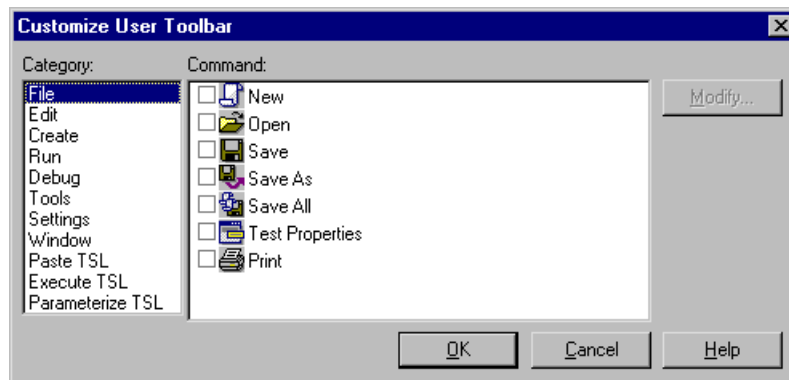 Customize User Toolbar
Category:
Command:
File
Edit
Create
Run
Debug
Tools
Settings
Window
Paste TSL
Execute TSL
Parameterize TSL
New
Open
Save
Save As
Save All
Test Properties
Print
Modify...
OK
Cancel
Help